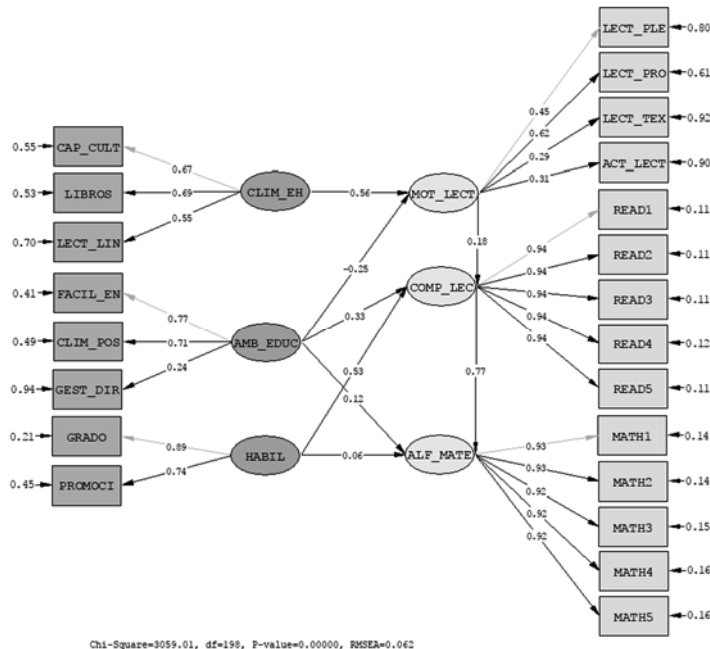 LECT_PLE 0.80
LECT_PRO 0.61
LECT_TEX 0.92
ACT_LECT 0.90
READ1 0.11
READ2 0.11
READ3 0.11
READ4 0.12
READ5 0.11
MATH1 0.14
MATH2 0.14
MATH3 0.15
MATH4 0.16
MATH5 0.16
0.45
0.62
0.29
0.31
0.94
0.94
0.94
0.94
0.94
0.93
0.93
0.92
0.92
0.92
MOT_LECT
0.18
COMP_LEC
0.77
ALF_MATE
0.56
-0.25
0.33
0.53
0.12
0.06
CLIM_EH
AMB_EDUC
HABIL
0.67
0.69
0.55
0.77
0.71
0.24
0.89
0.74
0.55 CAP_CULT
0.53 LIBROS
0.70 LECT_LIN
0.41 FACIL_EN
0.49 CLIM_POS
0.94 GEST_DIR
0.21 GRADO
0.45 PROMOCI
Chi-Square=3059.01, df=198, P-value=0.00000, RMSEA=0.062